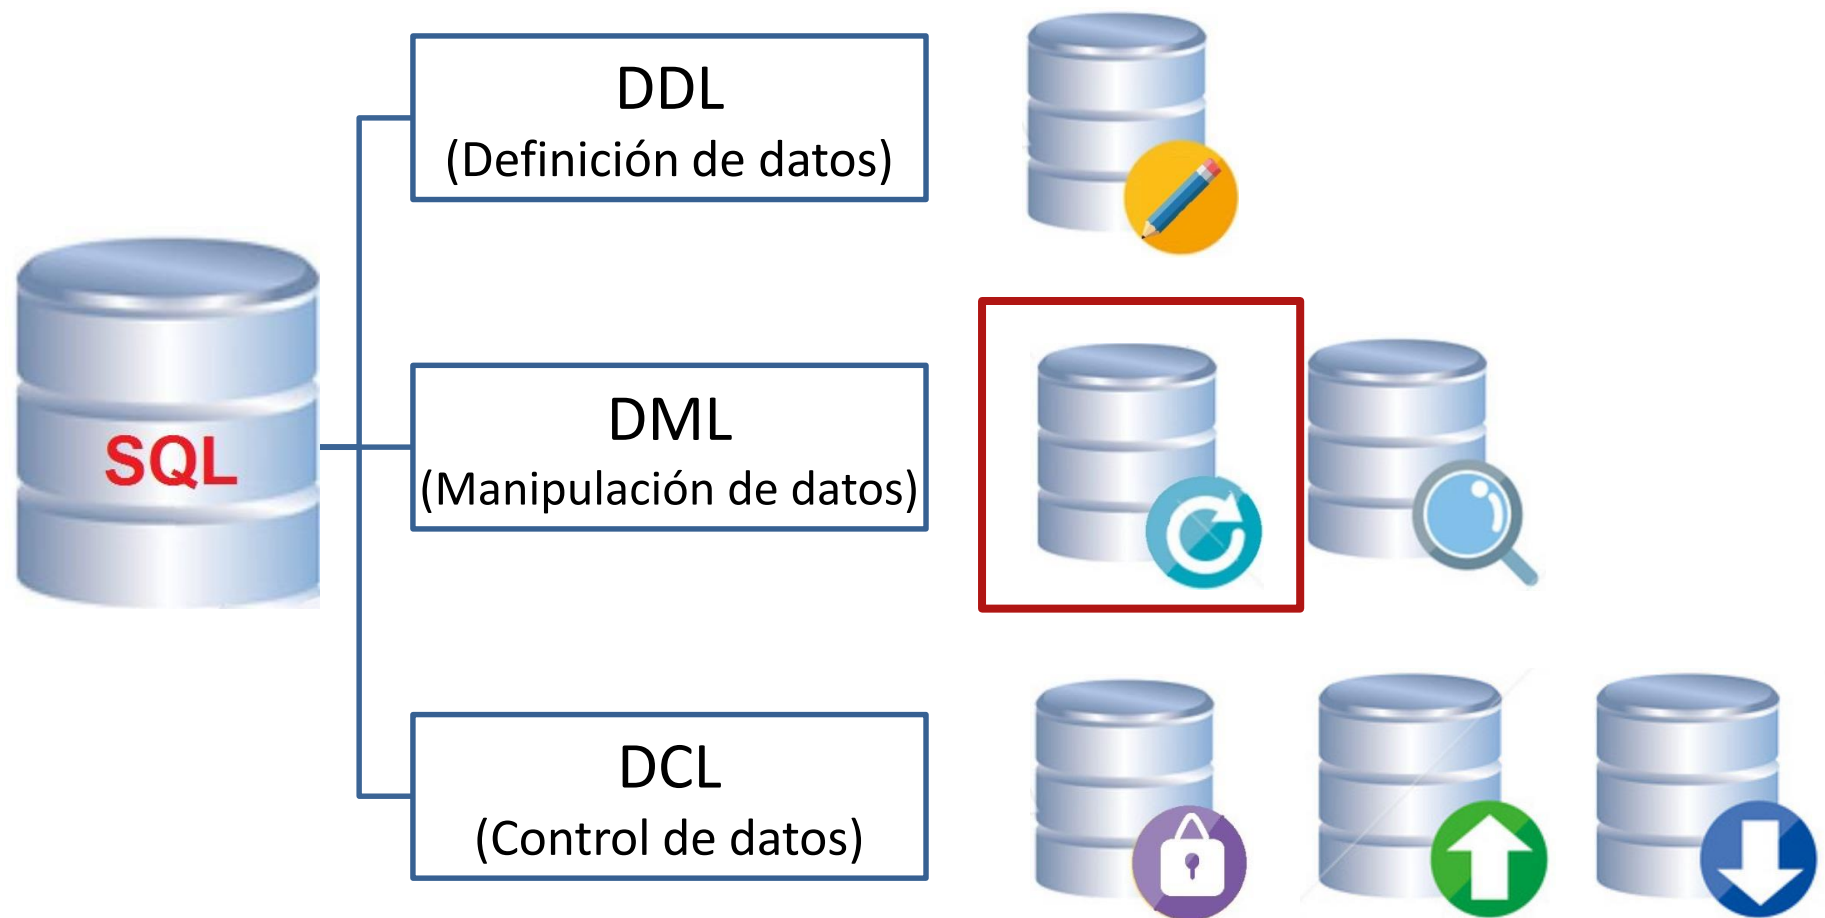 DDL
(Definición de datos)
SQL
DML
(Manipulación de datos)
DCL
(Control de datos)